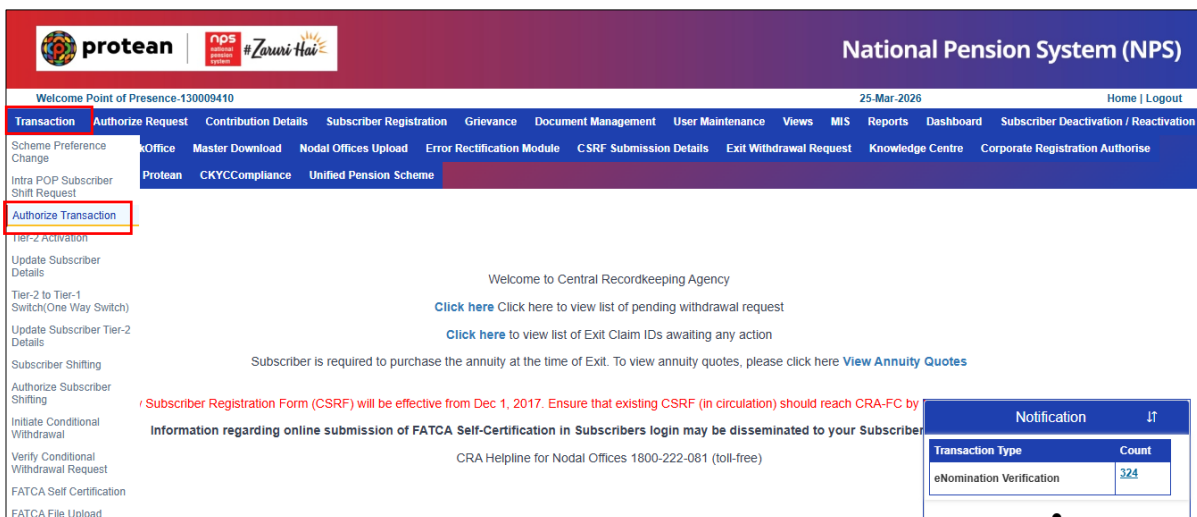 protean
nps
national
pension
system
#Zaruri Hai
National Pension System (NPS)
Welcome Point of Presence-130009410
25-Mar-2026
Home | Logout
Transaction Authorize Request Contribution Details Subscriber Registration Grievance Document Management User Maintenance Views MIS Reports Dashboard Subscriber Deactivation / Reactivation
kOffice Master Download Nodal Offices Upload Error Rectification Module CSRF Submission Details Exit Withdrawal Request Knowledge Centre Corporate Registration Authorise
Protean CKYCCompliance Unified Pension Scheme
Scheme Preference
Change
Intra POP Subscriber
Shift Request
Authorize Transaction
Tier-2 Activation
Update Subscriber
Details
Tier-2 to Tier-1
Switch(One Way Switch)
Update Subscriber Tier-2
Details
Subscriber Shifting
Authorize Subscriber
Shifting
Initiate Conditional
Withdrawal
Verify Conditional
Withdrawal Request
FATCA Self Certification
FATCA File Upload
Welcome to Central Recordkeeping Agency
Click here Click here to view list of pending withdrawal request
Click here to view list of Exit Claim IDs awaiting any action
Subscriber is required to purchase the annuity at the time of Exit. To view annuity quotes, please click here View Annuity Quotes
Subscriber Registration Form (CSRF) will be effective from Dec 1, 2017. Ensure that existing CSRF (in circulation) should reach CRA-FC by
Information regarding online submission of FATCA Self-Certification in Subscribers login may be disseminated to your Subscriber
CRA Helpline for Nodal Offices 1800-222-081 (toll-free)
Notification
Transaction Type Count
eNomination Verification 324